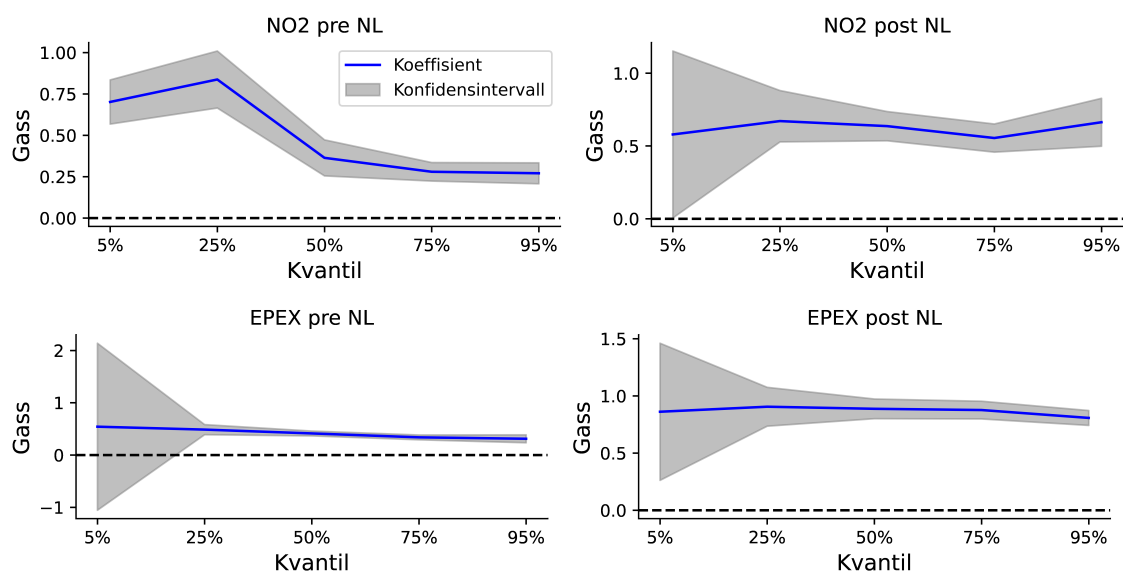 NO2 pre NL
1.00
0.75
0.50
0.25
0.00
Gass
Koeffisient
Konfidensintervall
5% 25% 50% 75% 95%
Kvantil
NO2 post NL
1.0
0.5
0.0
Gass
5% 25% 50% 75% 95%
Kvantil
EPEX pre NL
2
1
0
−1
Gass
5% 25% 50% 75% 95%
Kvantil
EPEX post NL
1.5
1.0
0.5
0.0
Gass
5% 25% 50% 75% 95%
Kvantil